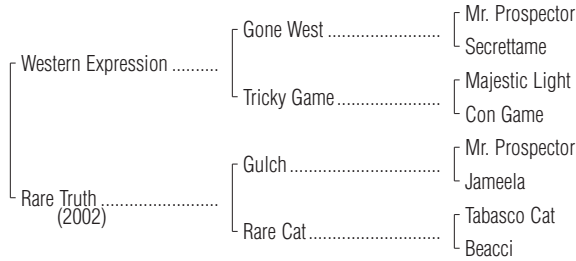 Mr. Prospector
Gone West
Secrettame
Western Expression
Majestic Light
Tricky Game
Con Game
Mr. Prospector
Gulch
Jameela
Rare Truth
(2002)
Tabasco Cat
Rare Cat
Beacci